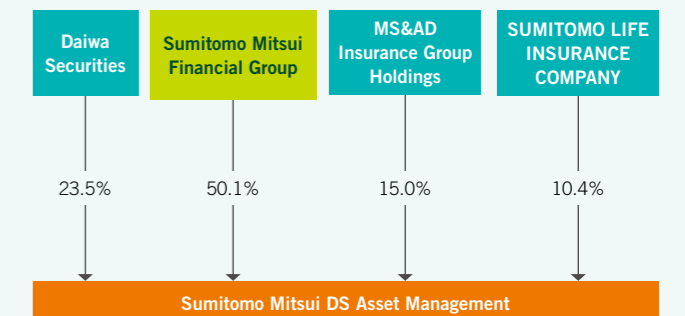 Daiwa
Securities
Sumitomo Mitsui
Financial Group
MS&AD
Insurance Group
Holdings
SUMITOMO LIFE
INSURANCE
COMPANY
23.5%
50.1%
15.0%
10.4%
Sumitomo Mitsui DS Asset Management